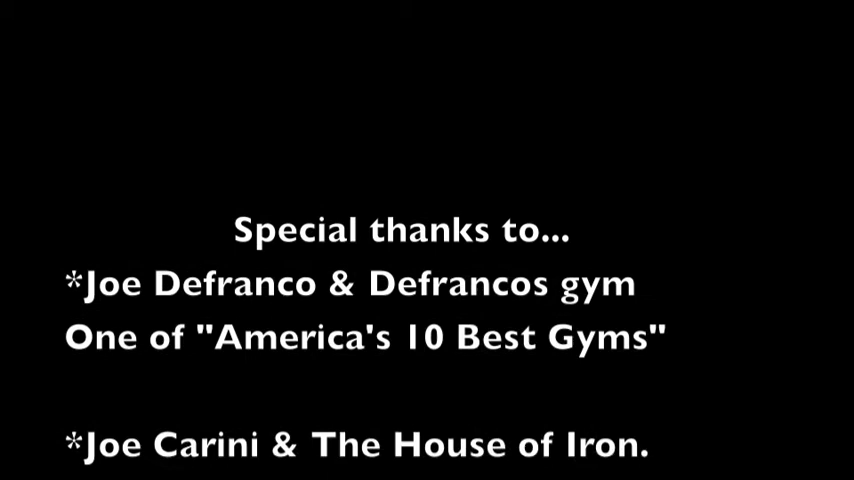 Special thanks to...
*Joe Defranco & Defrancos gym
One of "America's 10 Best Gyms"
*Joe Carini & The House of Iron.